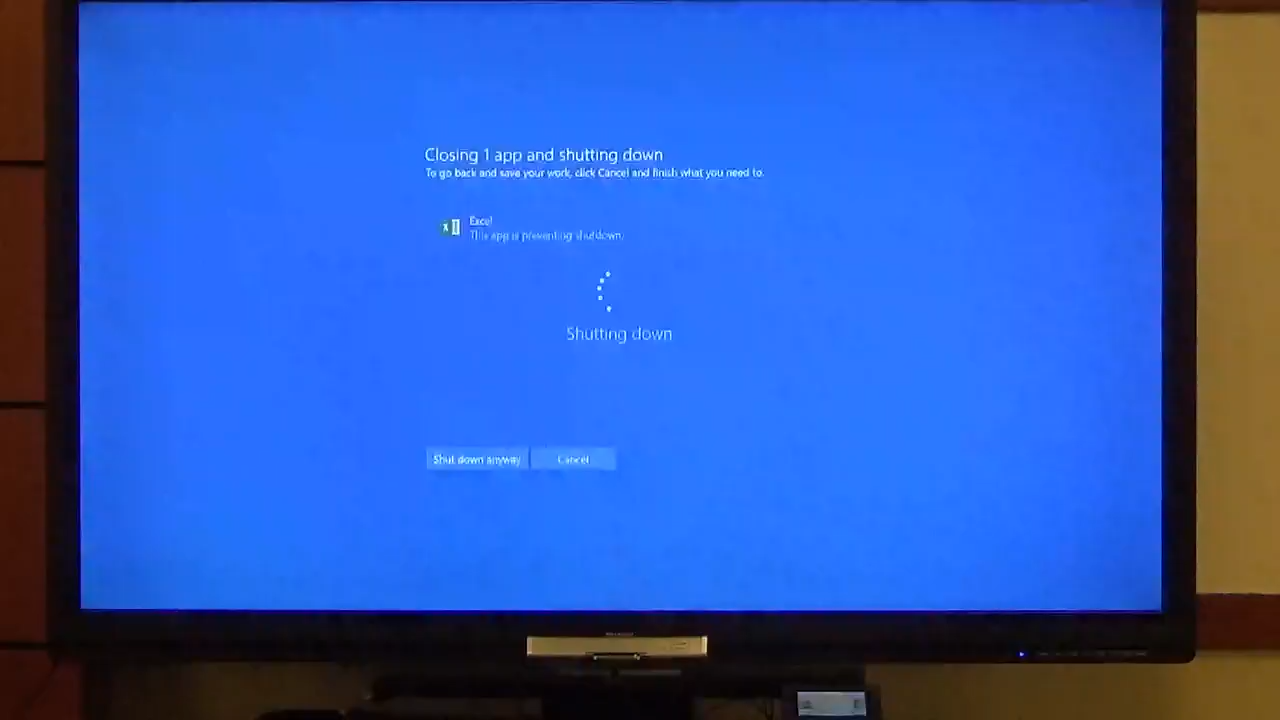 Closing 1 app and shutting down
To go back and save your work, click Cancel and finish what you need to.
Excel
This app is preventing shutdown.
Shutting down
Shut down anyway
Cancel